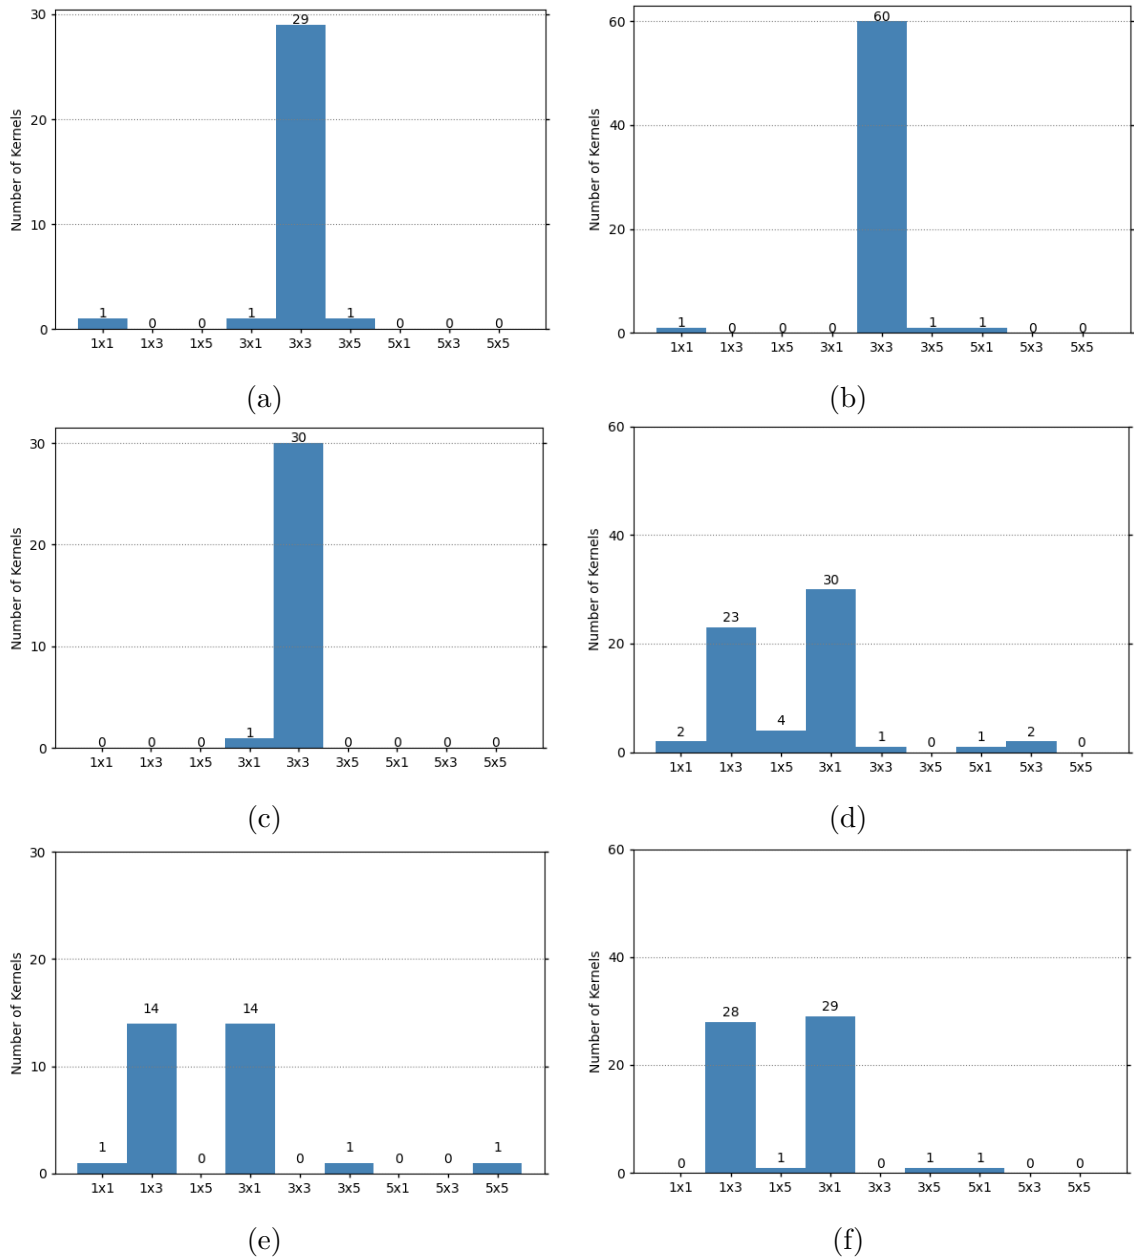 30
20
10
0
Number of Kernels
1 0 0 1 29 1 0 0 0
1x1 1x3 1x5 3x1 3x3 3x5 5x1 5x3 5x5
(a)
60
40
20
0
Number of Kernels
1 0 0 0 60 1 1 0 0
1x1 1x3 1x5 3x1 3x3 3x5 5x1 5x3 5x5
(b)
30
20
10
0
Number of Kernels
0 0 0 1 30 0 0 0 0
1x1 1x3 1x5 3x1 3x3 3x5 5x1 5x3 5x5
(c)
60
40
20
0
Number of Kernels
2 23 4 30 1 0 1 2 0
1x1 1x3 1x5 3x1 3x3 3x5 5x1 5x3 5x5
(d)
30
20
10
0
Number of Kernels
1 14 0 14 0 1 0 0 1
1x1 1x3 1x5 3x1 3x3 3x5 5x1 5x3 5x5
(e)
60
40
20
0
Number of Kernels
0 28 1 29 0 1 1 0 0
1x1 1x3 1x5 3x1 3x3 3x5 5x1 5x3 5x5
(f)